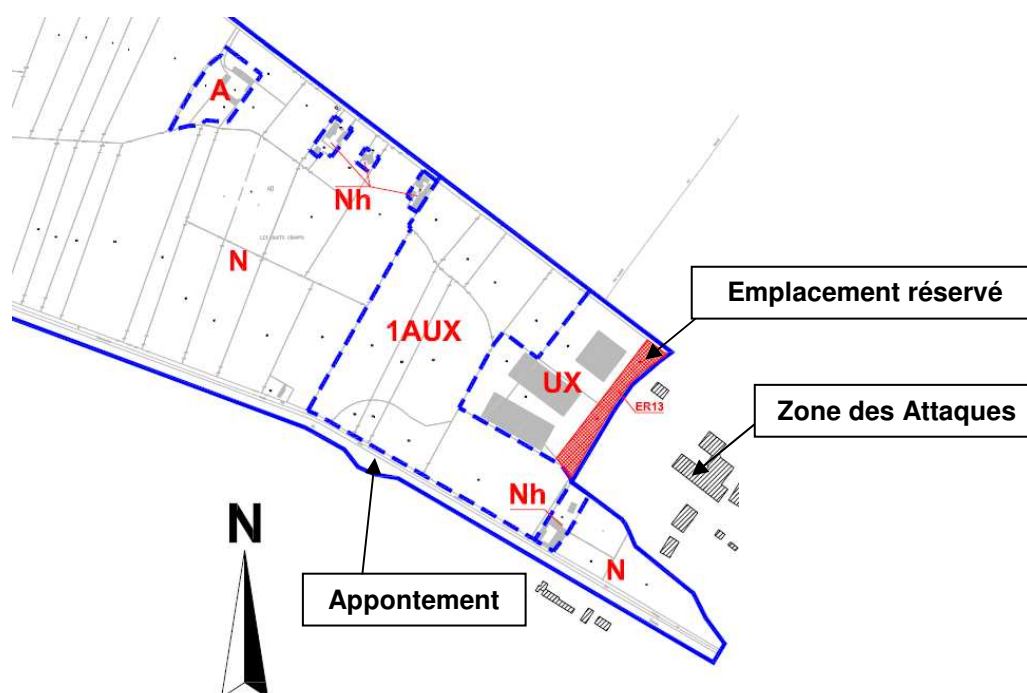 A
Nh
N
1AUX
UX
ER13
Emplacement réservé
Zone des Attaques
Nh
N
Appontement
N